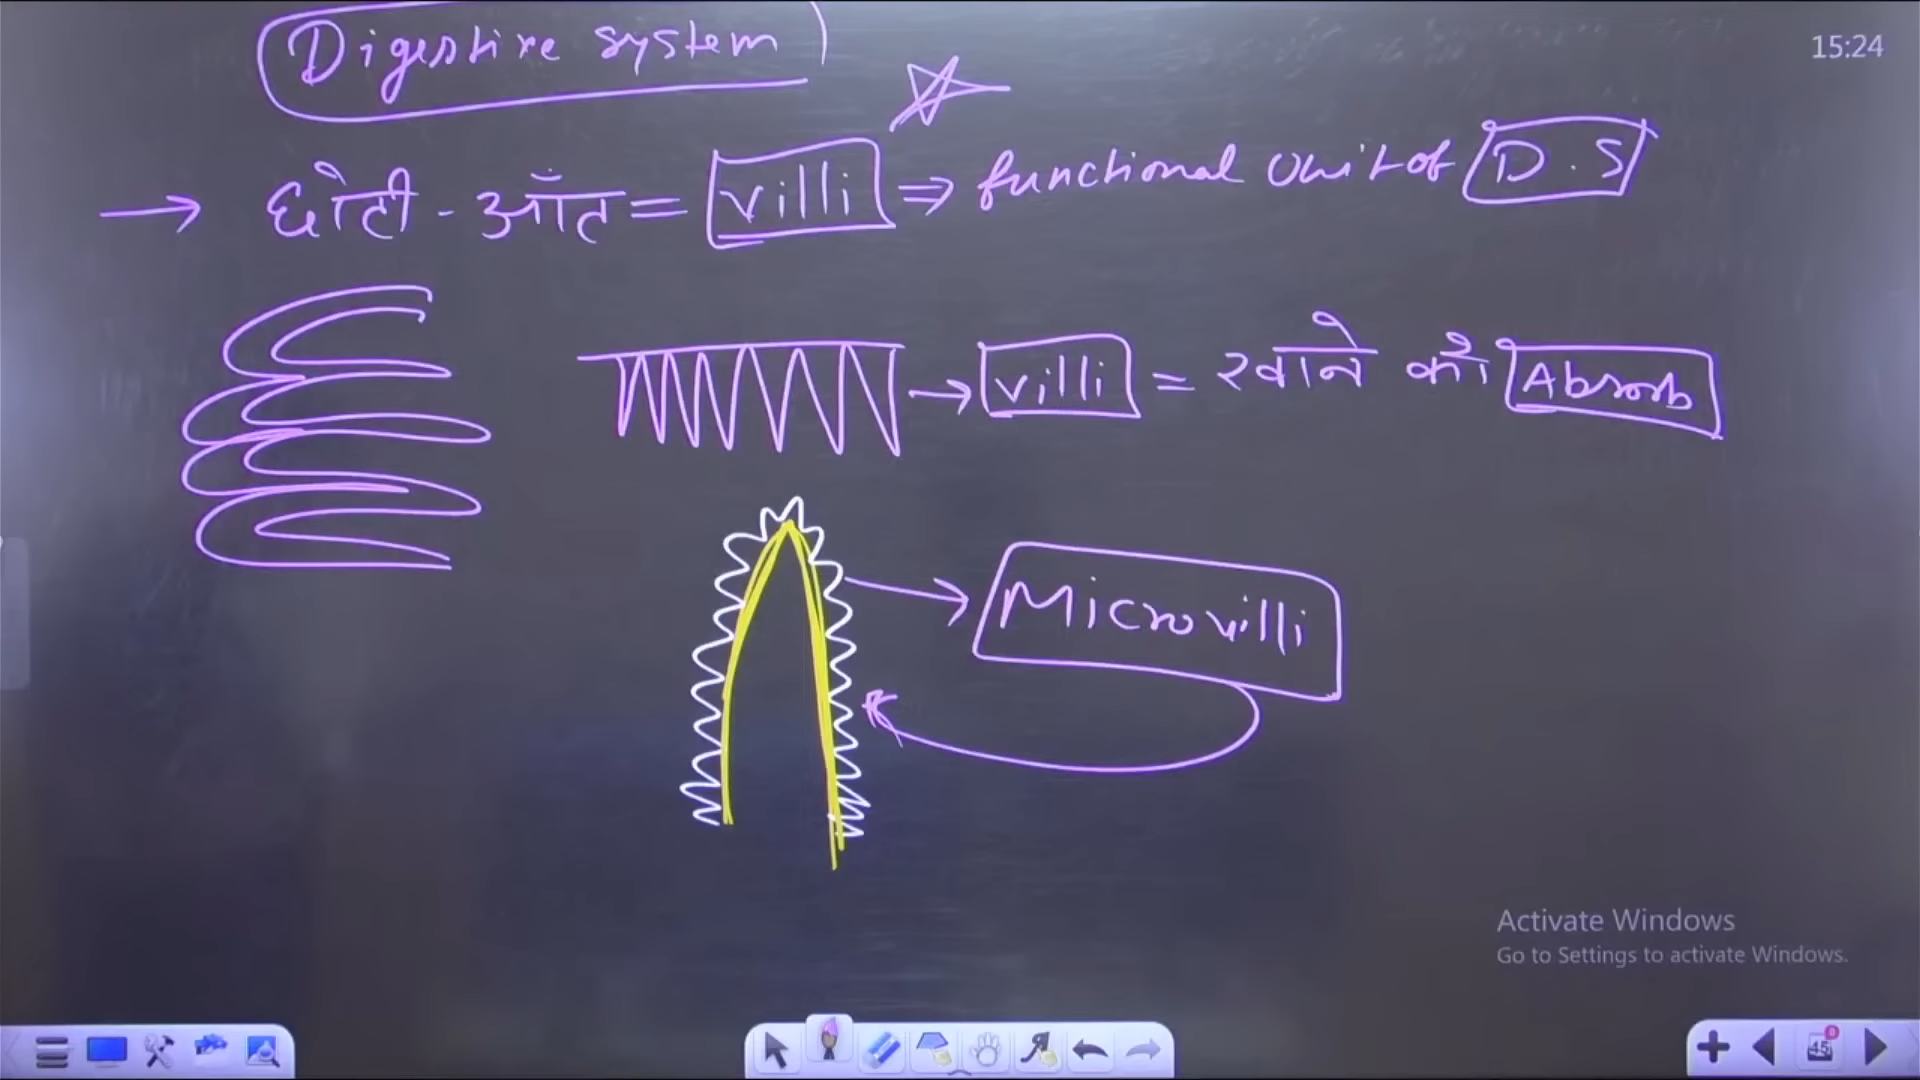 Digestive system
15:24
→ छोटी - आँत = villi ⇒ functional unit of D.S
→ villi = खाने को Absorb
Microvilli
Activate Windows
Go to Settings to activate Windows.
45